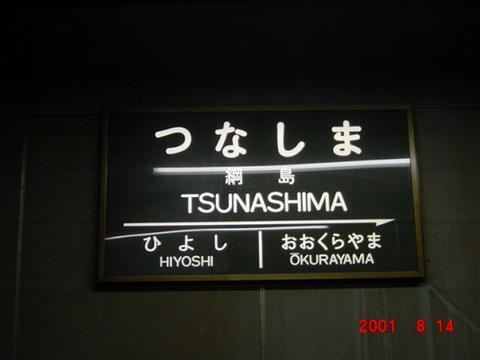 つなしま
綱島
TSUNASHIMA
ひよし
HIYOSHI
おおくらやま
ŌKURAYAMA
2001 8 14